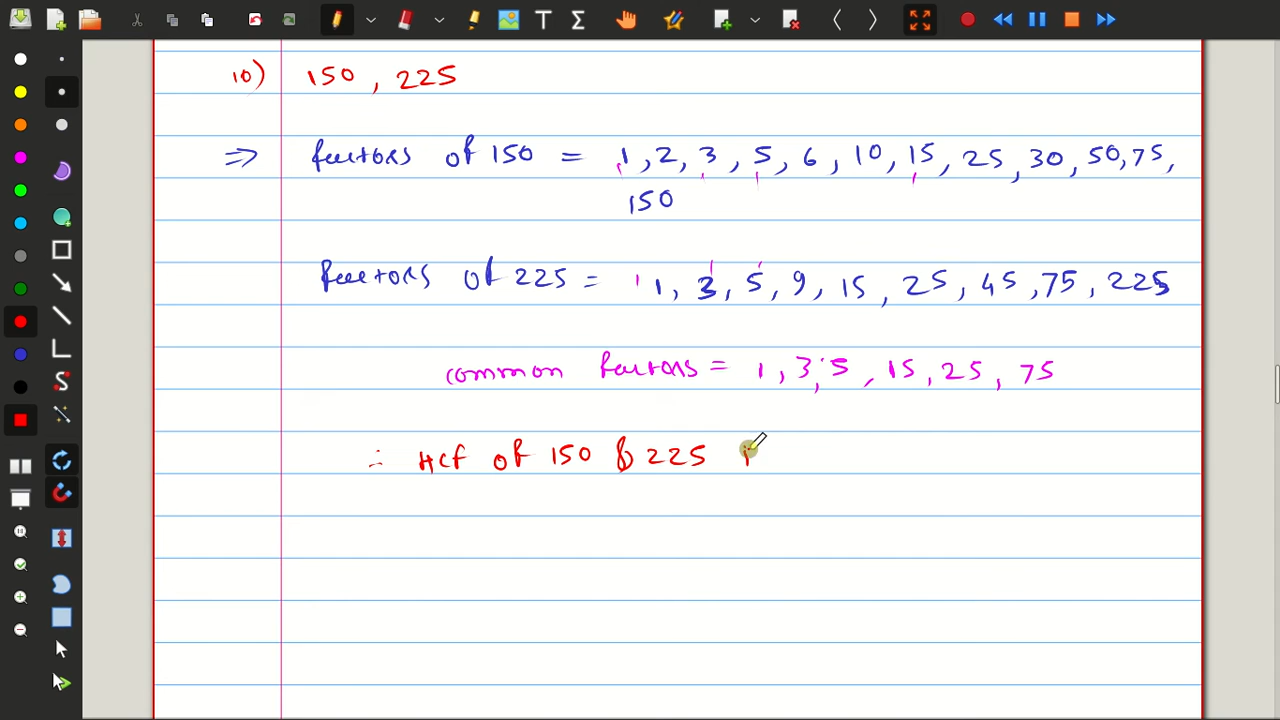 10) 150, 225
⇒ factors of 150 = 1, 2, 3, 5, 6, 10, 15, 25, 30, 50, 75,
150
factors of 225 = 1, 3, 5, 9, 15, 25, 45, 75, 225
common factors = 1, 3, 5, 15, 25, 75
∴ HCF of 150 & 225